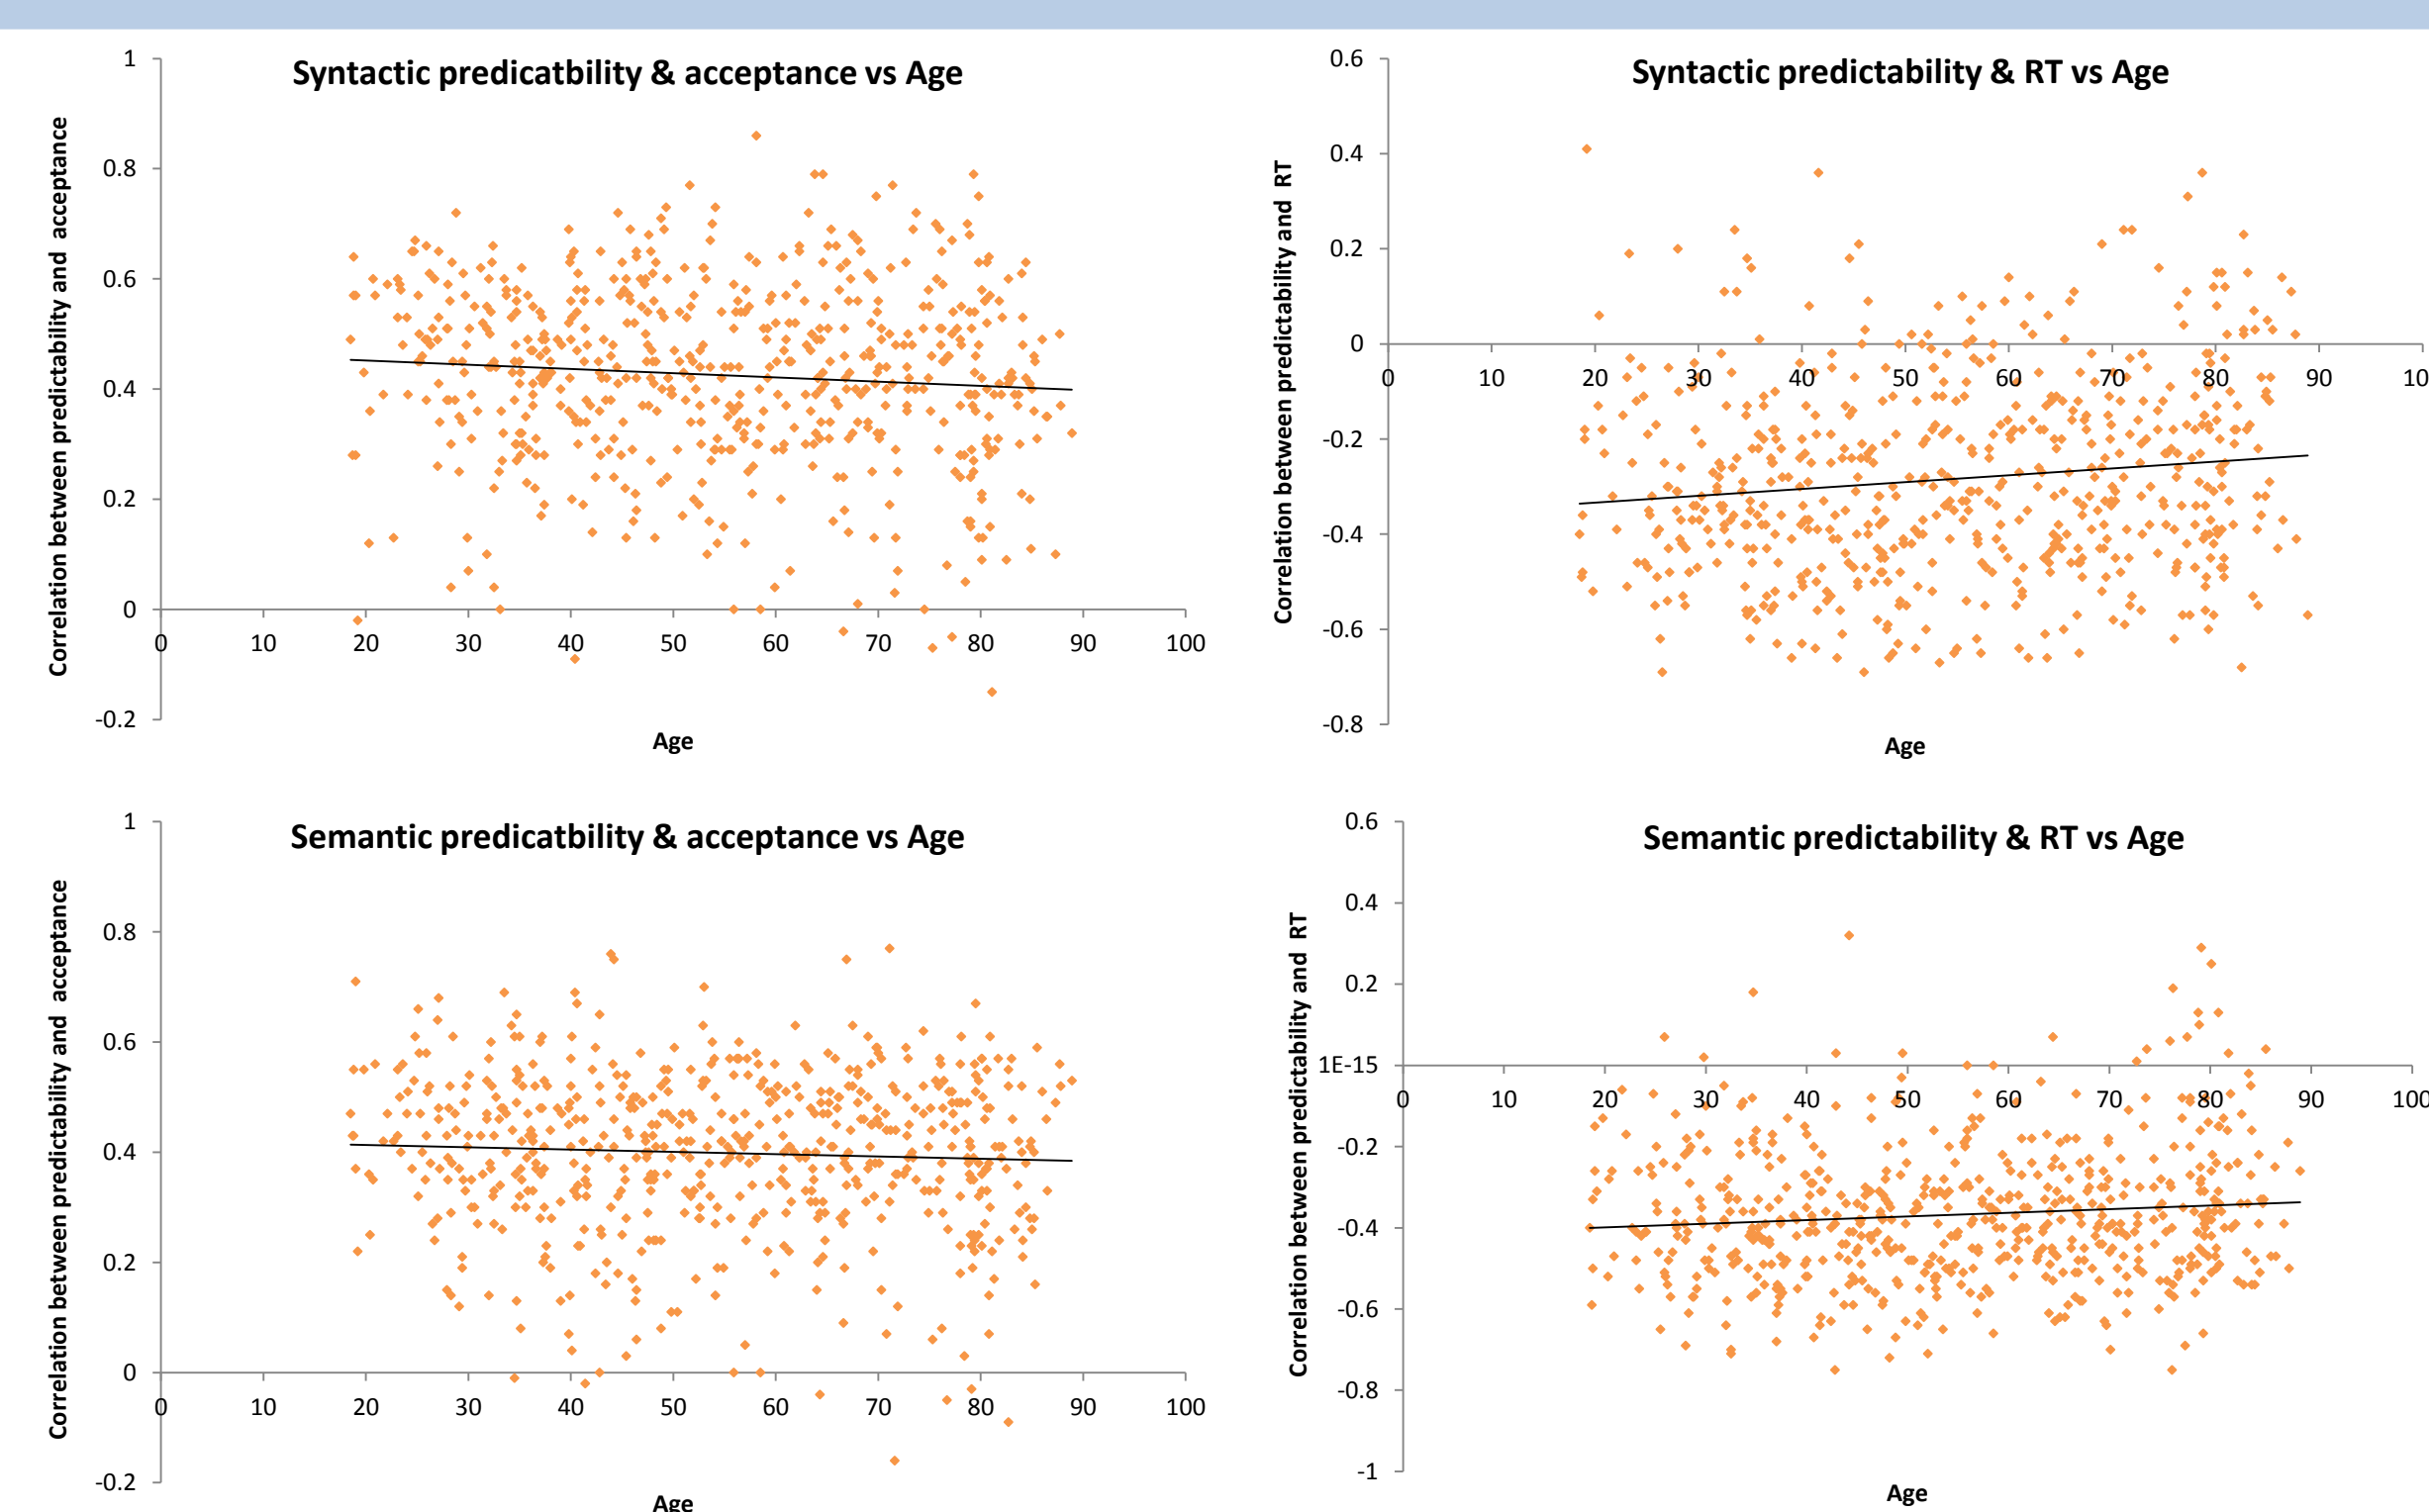 Syntactic predicatbility & acceptance vs Age
Correlation between predictability and acceptance
1
0.8
0.6
0.4
0.2
0
-0.2
0 10 20 30 40 50 60 70 80 90 100
Age
Syntactic predictability & RT vs Age
Correlation between predictability and RT
0.6
0.4
0.2
0
-0.2
-0.4
-0.6
-0.8
0 10 20 30 40 50 60 70 80 90
Age
Semantic predicatbility & acceptance vs Age
Correlation between predictability and acceptance
1
0.8
0.6
0.4
0.2
0
-0.2
0 10 20 30 40 50 60 70 80 90 100
Age
Semantic predictability & RT vs Age
Correlation between predictability and RT
0.6
0.4
0.2
1E-15
-0.2
-0.4
-0.6
-0.8
-1
0 10 20 30 40 50 60 70 80 90 100
Age